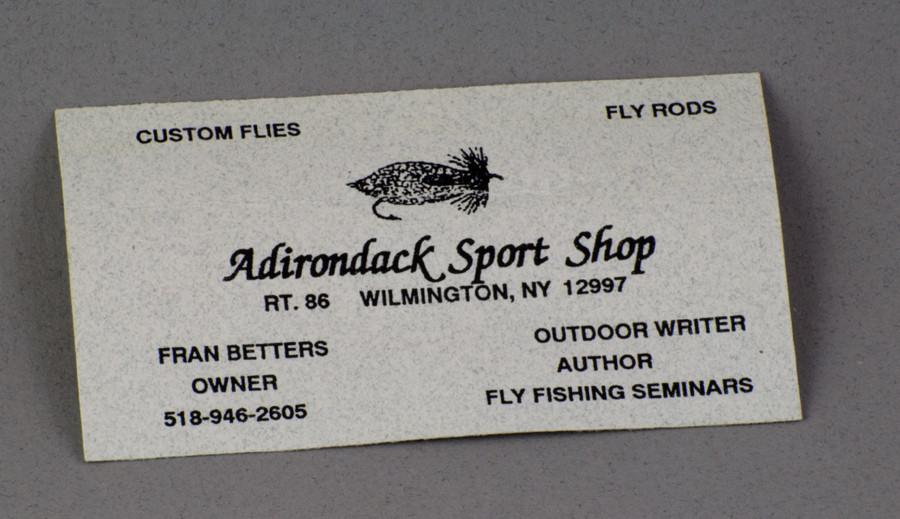 CUSTOM FLIES
FLY RODS
Adirondack Sport Shop
RT. 86 WILMINGTON, NY 12997
FRAN BETTERS
OWNER
518-946-2605
OUTDOOR WRITER
AUTHOR
FLY FISHING SEMINARS